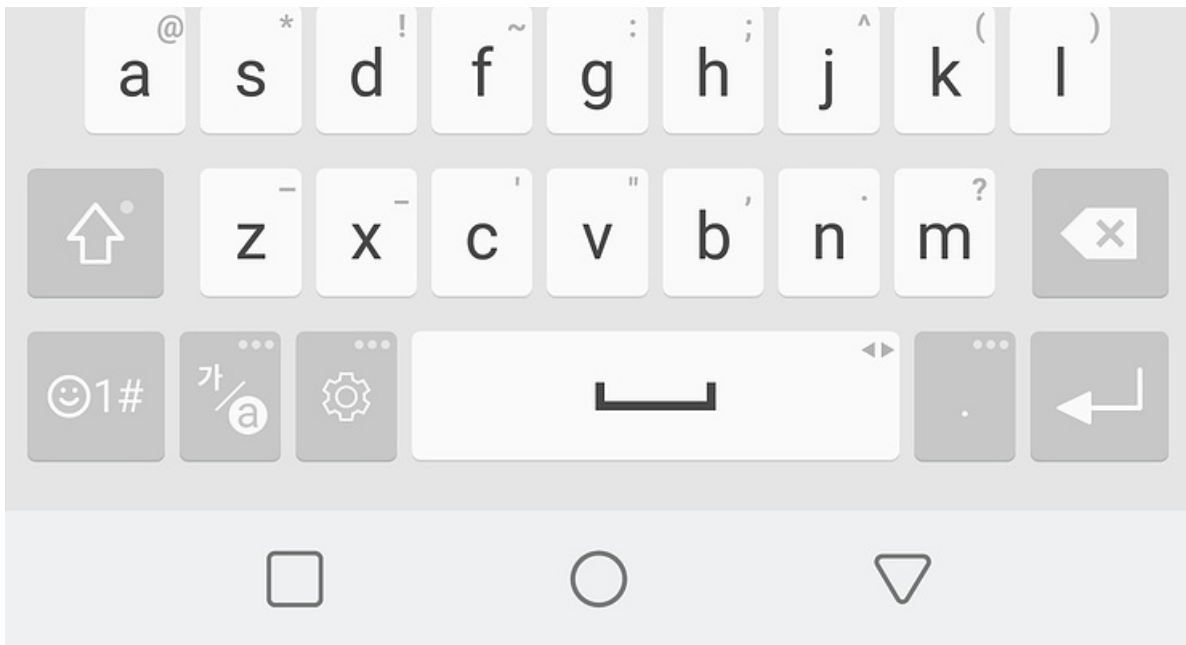 @ * ! ~ : ; ^ ( )
a s d f g h j k l
– _ ' " , . ?
z x c v b n m
1# 가/a .